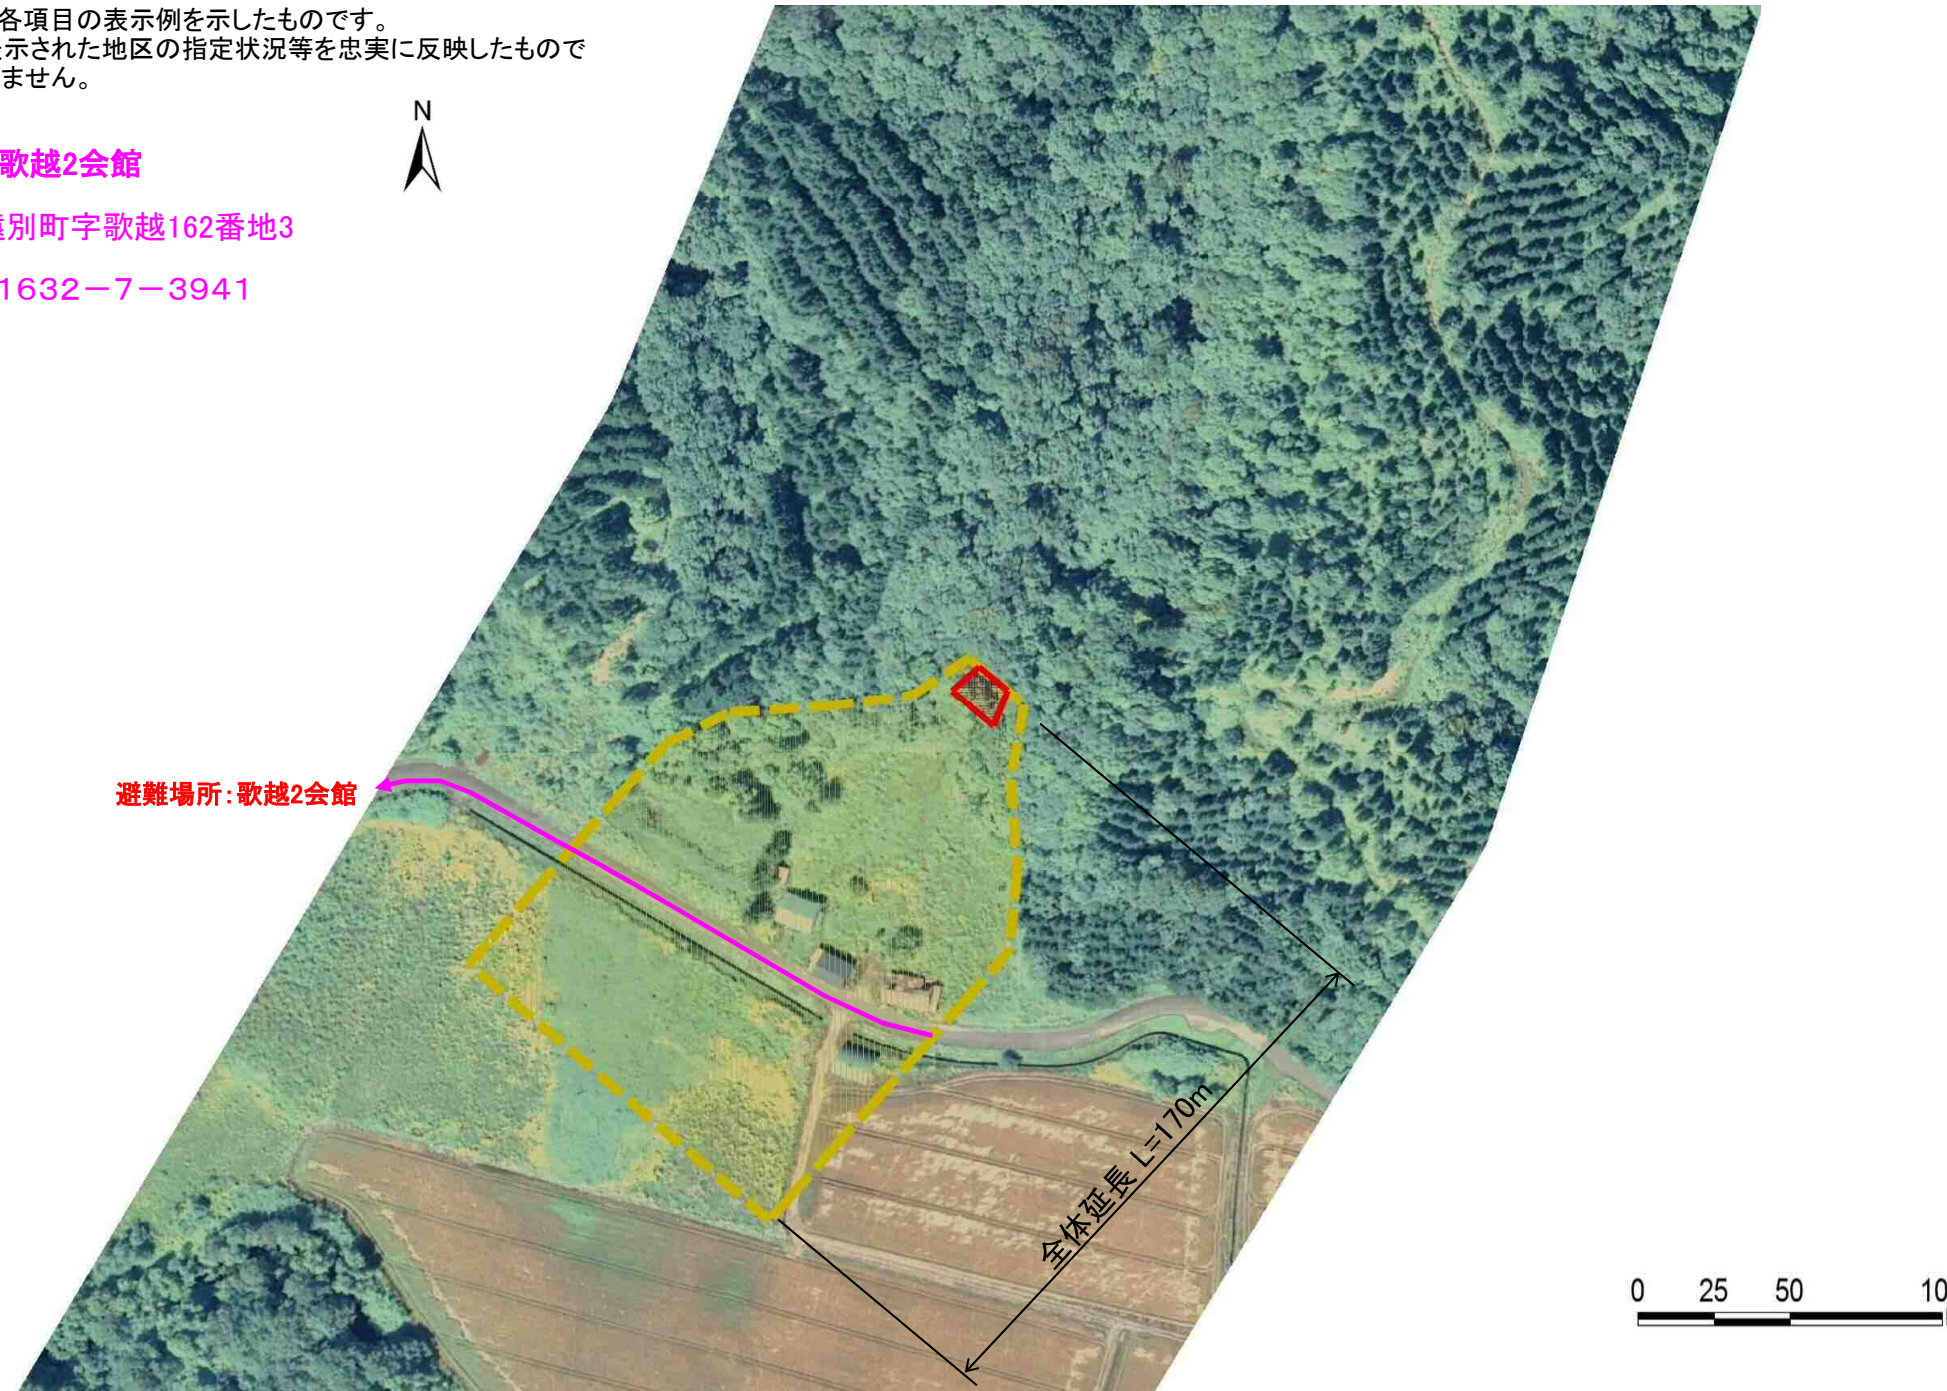 各項目の表示例を示したものです。
示された地区の指定状況等を忠実に反映したもので
ません。
N
歌越2会館
遠別町字歌越162番地3
1632－7－3941
避難場所：歌越2会館
全体延長 L=170m
0 25 50 10